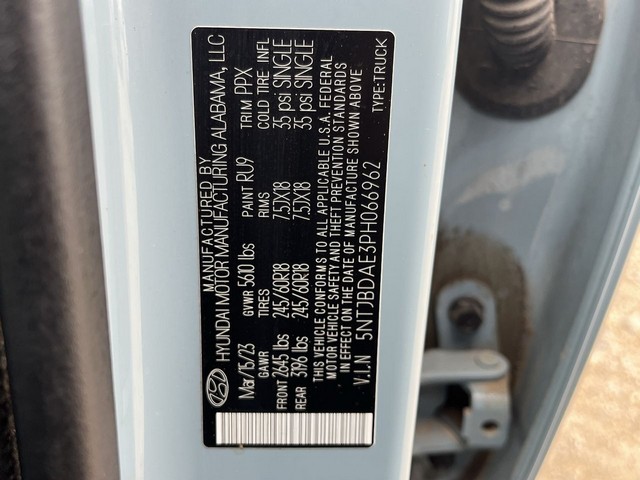 MANUFACTURED BY
HYUNDAI MOTOR MANUFACTURING ALABAMA, LLC
Mar/15/23 GVWR 5610 lbs PAINT RU9 TRIM PPX
GAWR TIRES RIMS COLD TIRE INFL
FRONT 2645 lbs 245/60R18 7.5JX18 35 psi SINGLE
REAR 3196 lbs 245/60R18 7.5JX18 35 psi SINGLE
THIS VEHICLE CONFORMS TO ALL APPLICABLE U.S.A. FEDERAL
MOTOR VEHICLE SAFETY AND THEFT PREVENTION STANDARDS
IN EFFECT ON THE DATE OF MANUFACTURE SHOWN ABOVE
V.I.N 5NTJBDAE3PH066962 TYPE:TRUCK